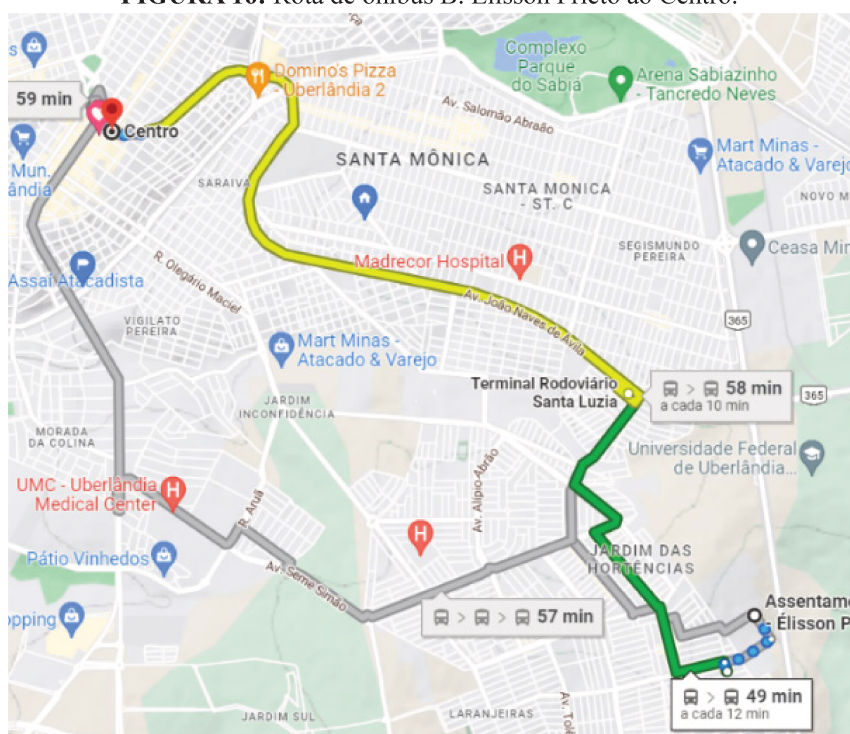 FIGURA 10: Rota de ônibus B. Élisson Prieto ao Centro.
Complexo
Parque
do Sabiá
59 min
Domino's Pizza
- Uberlândia 2
Arena Sabiazinho
- Tancredo Neves
Av. Salomão Abraão
Centro
Mun.
ândia
SANTA MÔNICA
Mart Minas -
Atacado & Varejo
SARAIVA
SANTA MONICA
- ST. C
NOVO M
Madrecor Hospital
SEGISMUNDO
PEREIRA
Ceasa Min
R. Olegário Maciel
Assaí Atacadista
Av. João Naves de Ávila
VIGILATO
PEREIRA
365
Mart Minas -
Atacado & Varejo
Terminal Rodoviário
Santa Luzia
> 58 min
a cada 10 min
365
JARDIM
INCONFIDÊNCIA
MORADA
DA COLINA
Universidade Federal
de Uberlândia...
UMC - Uberlândia
Medical Center
R. Aruã
Av. Alípio-Abrão
Pátio Vinhedos
JARDIM DAS
HORTÊNCIAS
Av. Seme Simão
opping
> > 57 min
Assentame
- Élisson P
> 49 min
a cada 12 min
JARDIM SUL
LARANJEIRAS